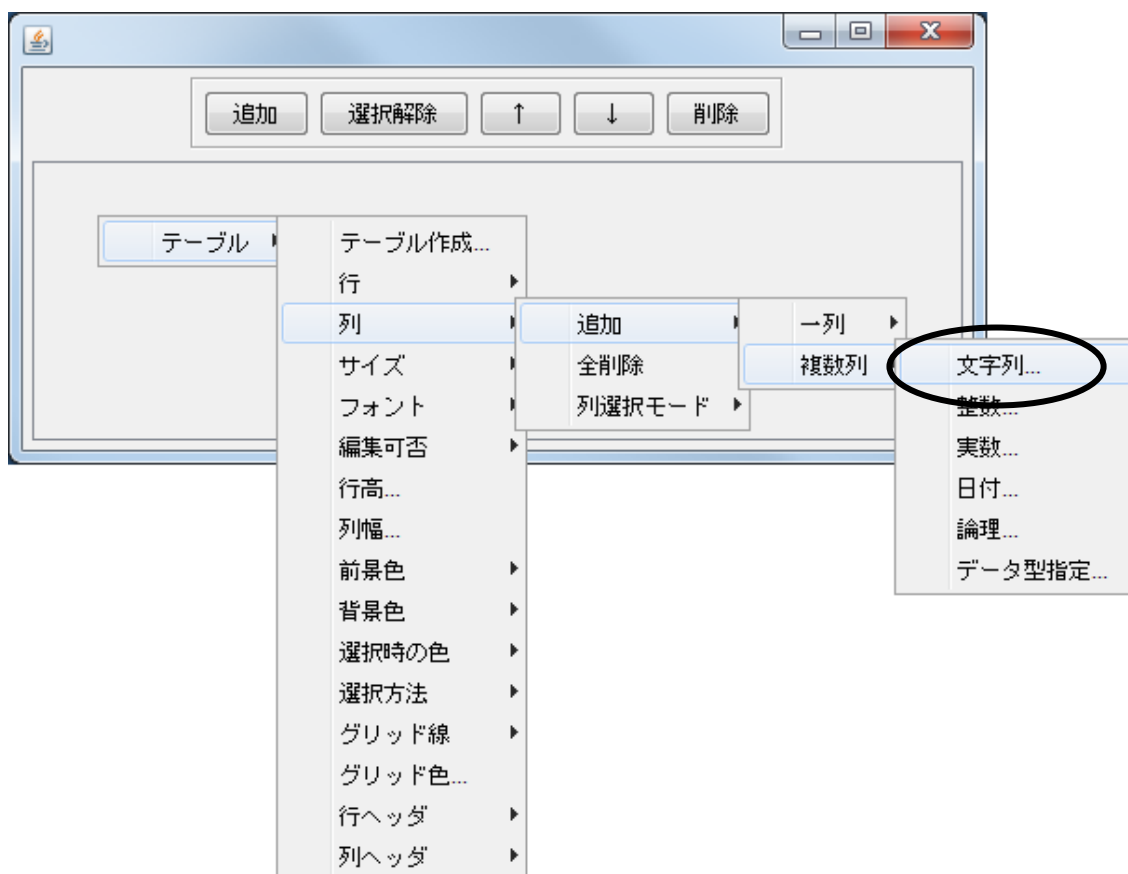 追加 選択解除 ↑ ↓ 削除
テーブル
テーブル作成...
行
列
サイズ
フォント
編集可否
行高...
列幅...
前景色
背景色
選択時の色
選択方法
グリッド線
グリッド色...
行ヘッダ
列ヘッダ
追加
全削除
列選択モード
一列
複数列
文字列...
整数...
実数...
日付...
論理...
データ型指定...